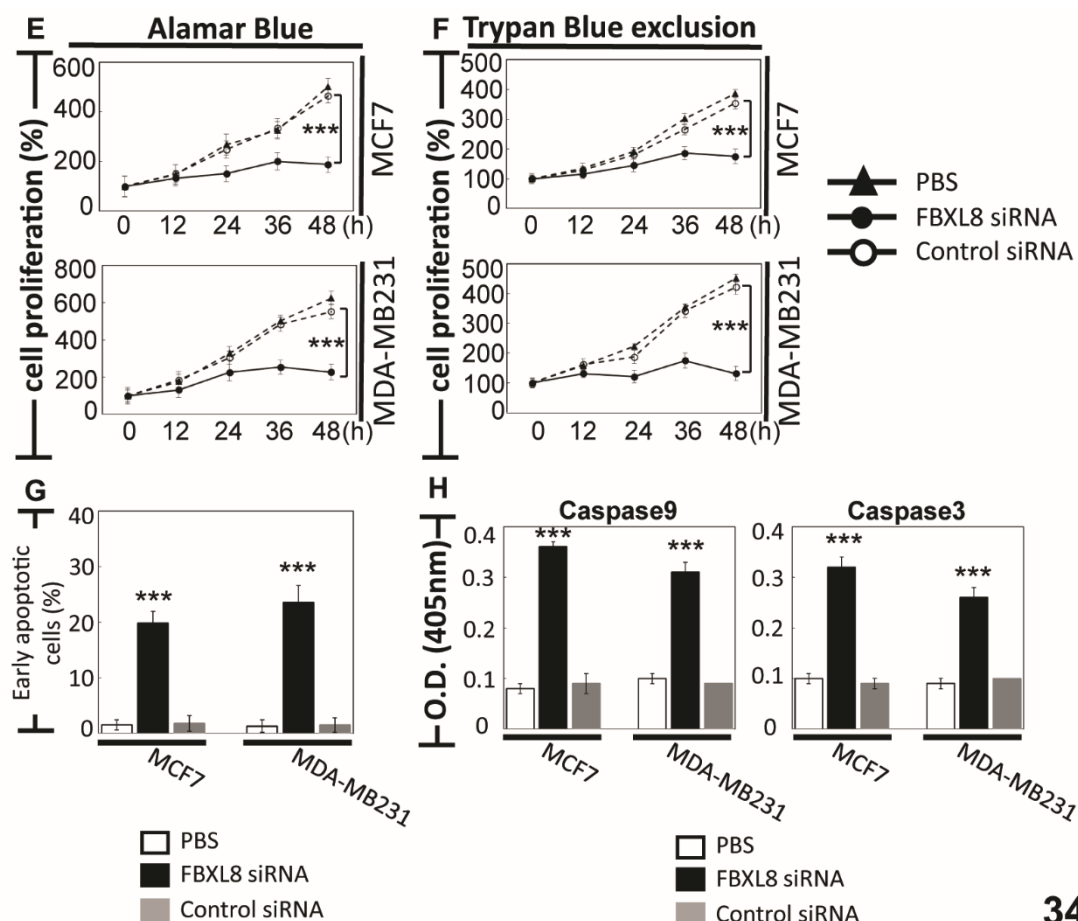 E Alamar Blue
cell proliferation (%)
600
400
200
0
***
0 12 24 36 48 (h)
MCF7
800
600
400
200
0
***
0 12 24 36 48(h)
MDA-MB231
F Trypan Blue exclusion
cell proliferation (%)
500
400
300
200
100
0
***
0 12 24 36 48 (h)
MCF7
500
400
300
200
100
0
***
0 12 24 36 48 (h)
MDA-MB231
PBS
FBXL8 siRNA
Control siRNA
G
Early apoptotic
cells (%)
40
30
20
10
0
***
***
MCF7
MDA-MB231
PBS
FBXL8 siRNA
Control siRNA
H
O.D. (405nm)
Caspase9
0.4
0.3
0.2
0.1
0
***
***
MCF7
MDA-MB231
Caspase3
0.4
0.3
0.2
0.1
0
***
***
MCF7
MDA-MB231
PBS
FBXL8 siRNA
Control siRNA
34